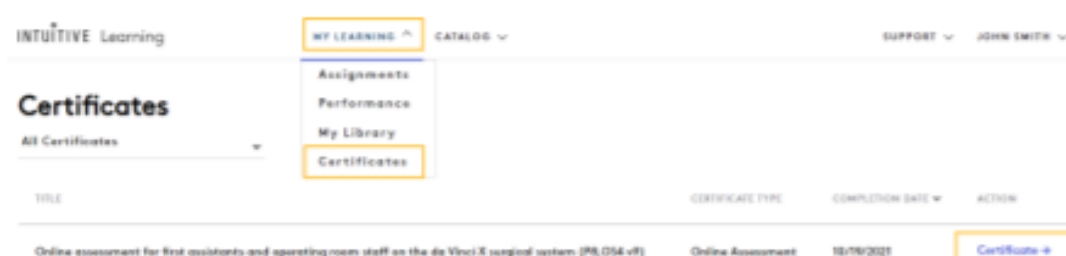 INTUITIVE Learning
MY LEARNING
CATALOG
SUPPORT
JOHN SMITH
Assignments
Performance
My Library
Certificates
Certificates
All Certificates
TITLE
CERTIFICATE TYPE
COMPLETION DATE
ACTION
Online assessment for first assistants and operating room staff on the da Vinci X surgical system
Online Assessment
10/19/2021
Certificate →